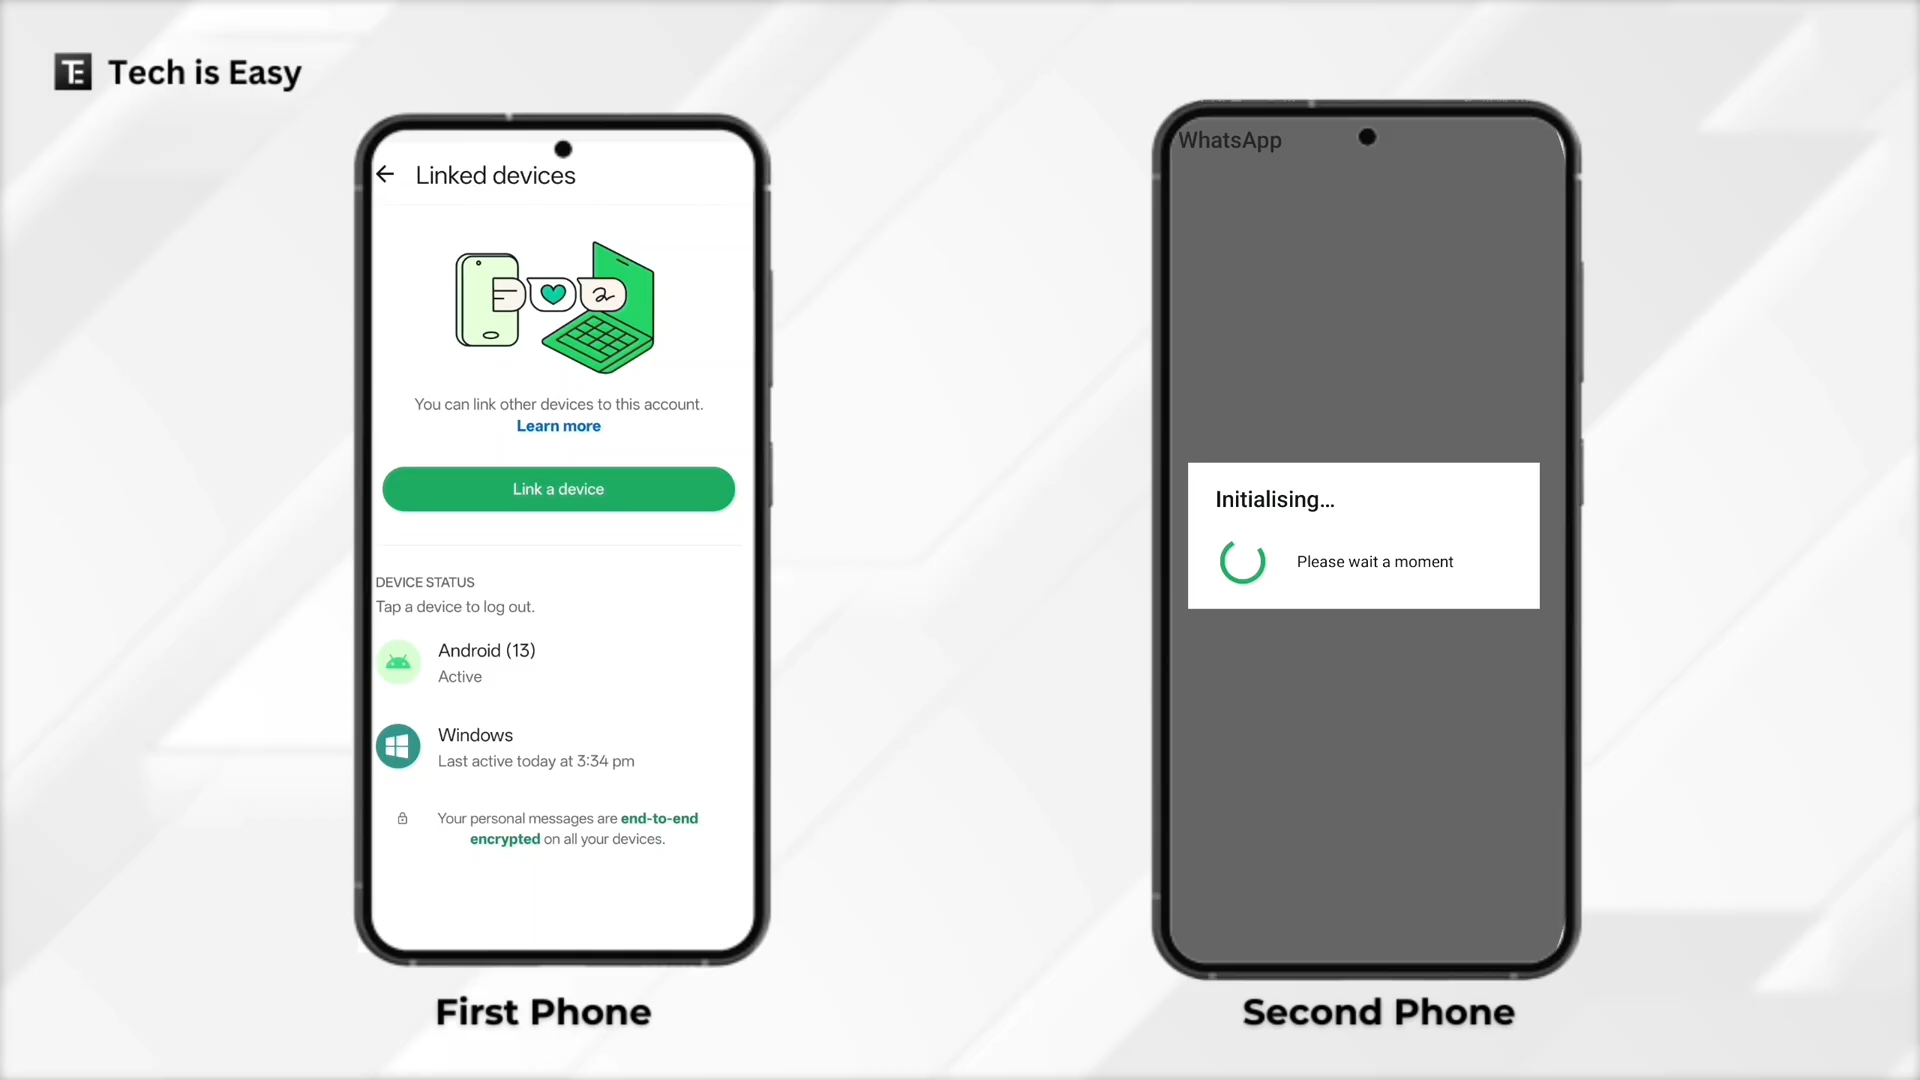 Tech is Easy
Linked devices
You can link other devices to this account.
Learn more
Link a device
DEVICE STATUS
Tap a device to log out.
Android (13)
Active
Windows
Last active today at 3:34 pm
Your personal messages are end-to-end
encrypted on all your devices.
First Phone
WhatsApp
Initialising...
Please wait a moment
Second Phone